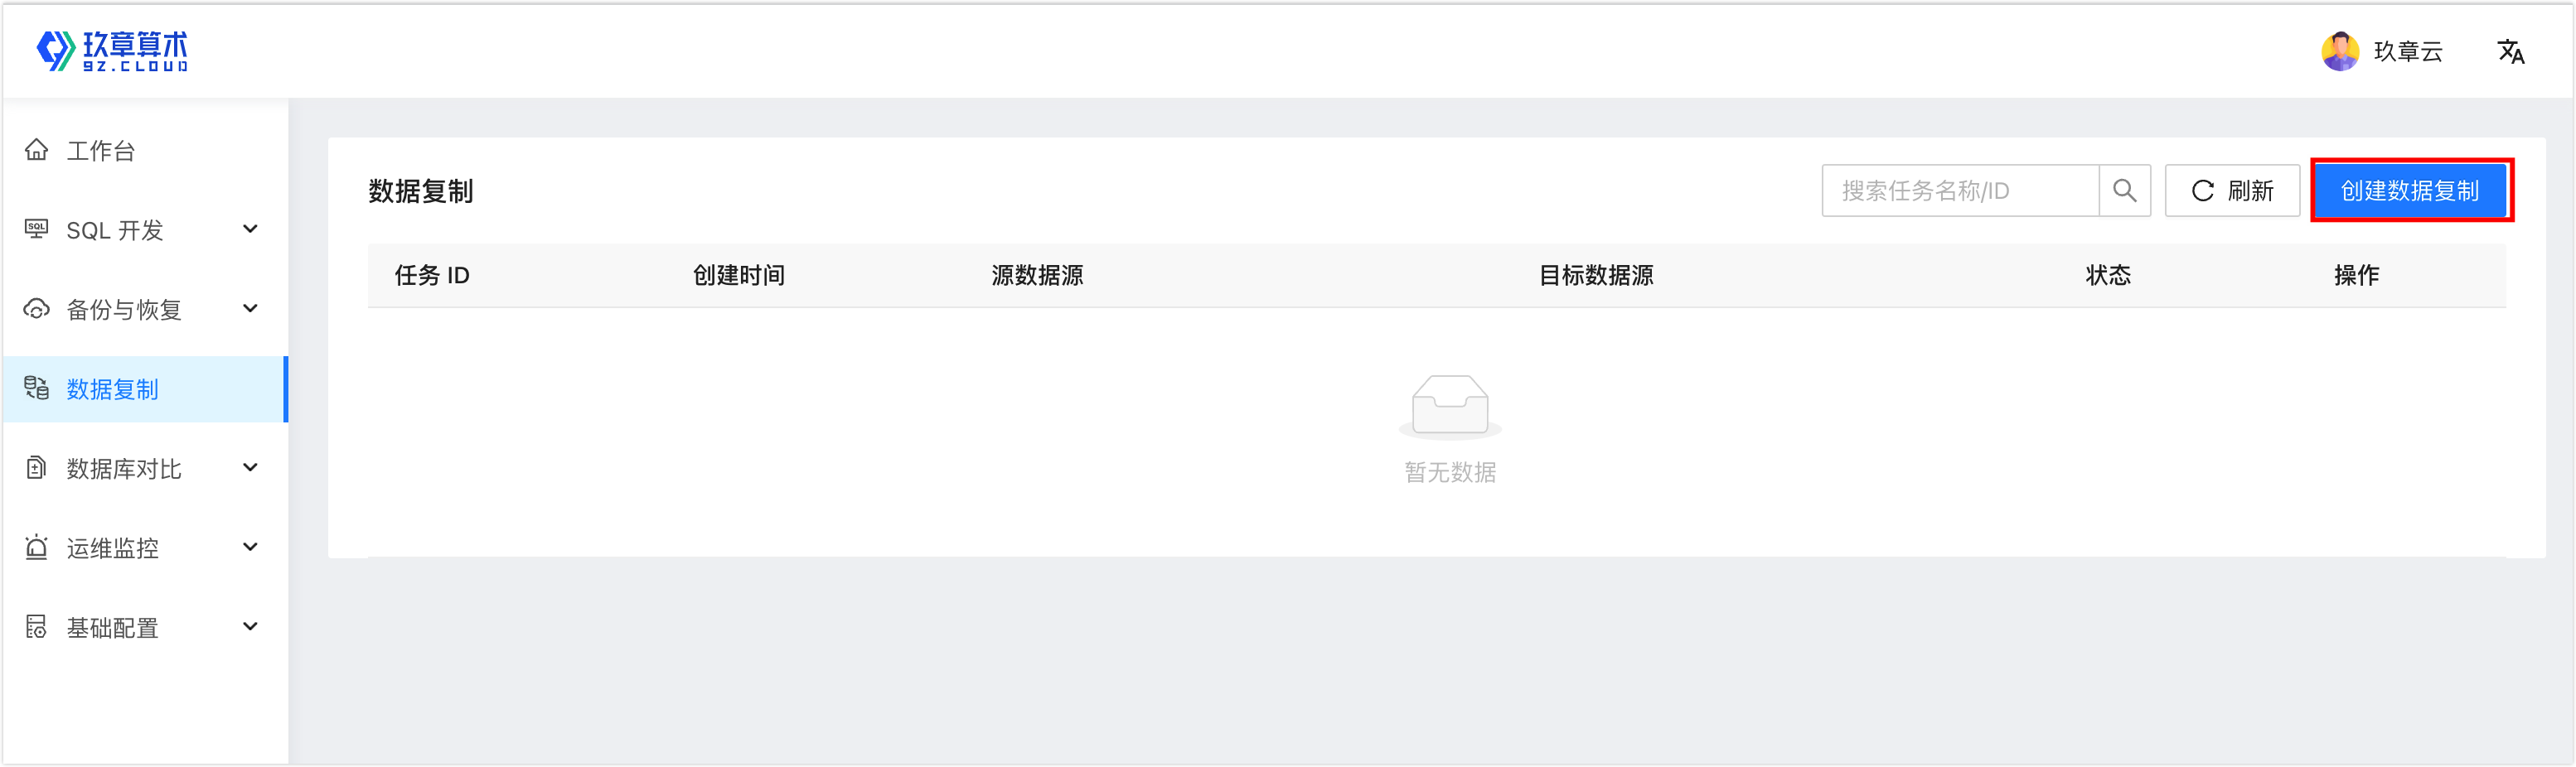 玖章算术
9Z.CLOUD
玖章云
工作台
SQL 开发
备份与恢复
数据复制
数据库对比
运维监控
基础配置
数据复制
搜索任务名称/ID
刷新
创建数据复制
任务 ID 创建时间 源数据源 目标数据源 状态 操作
暂无数据